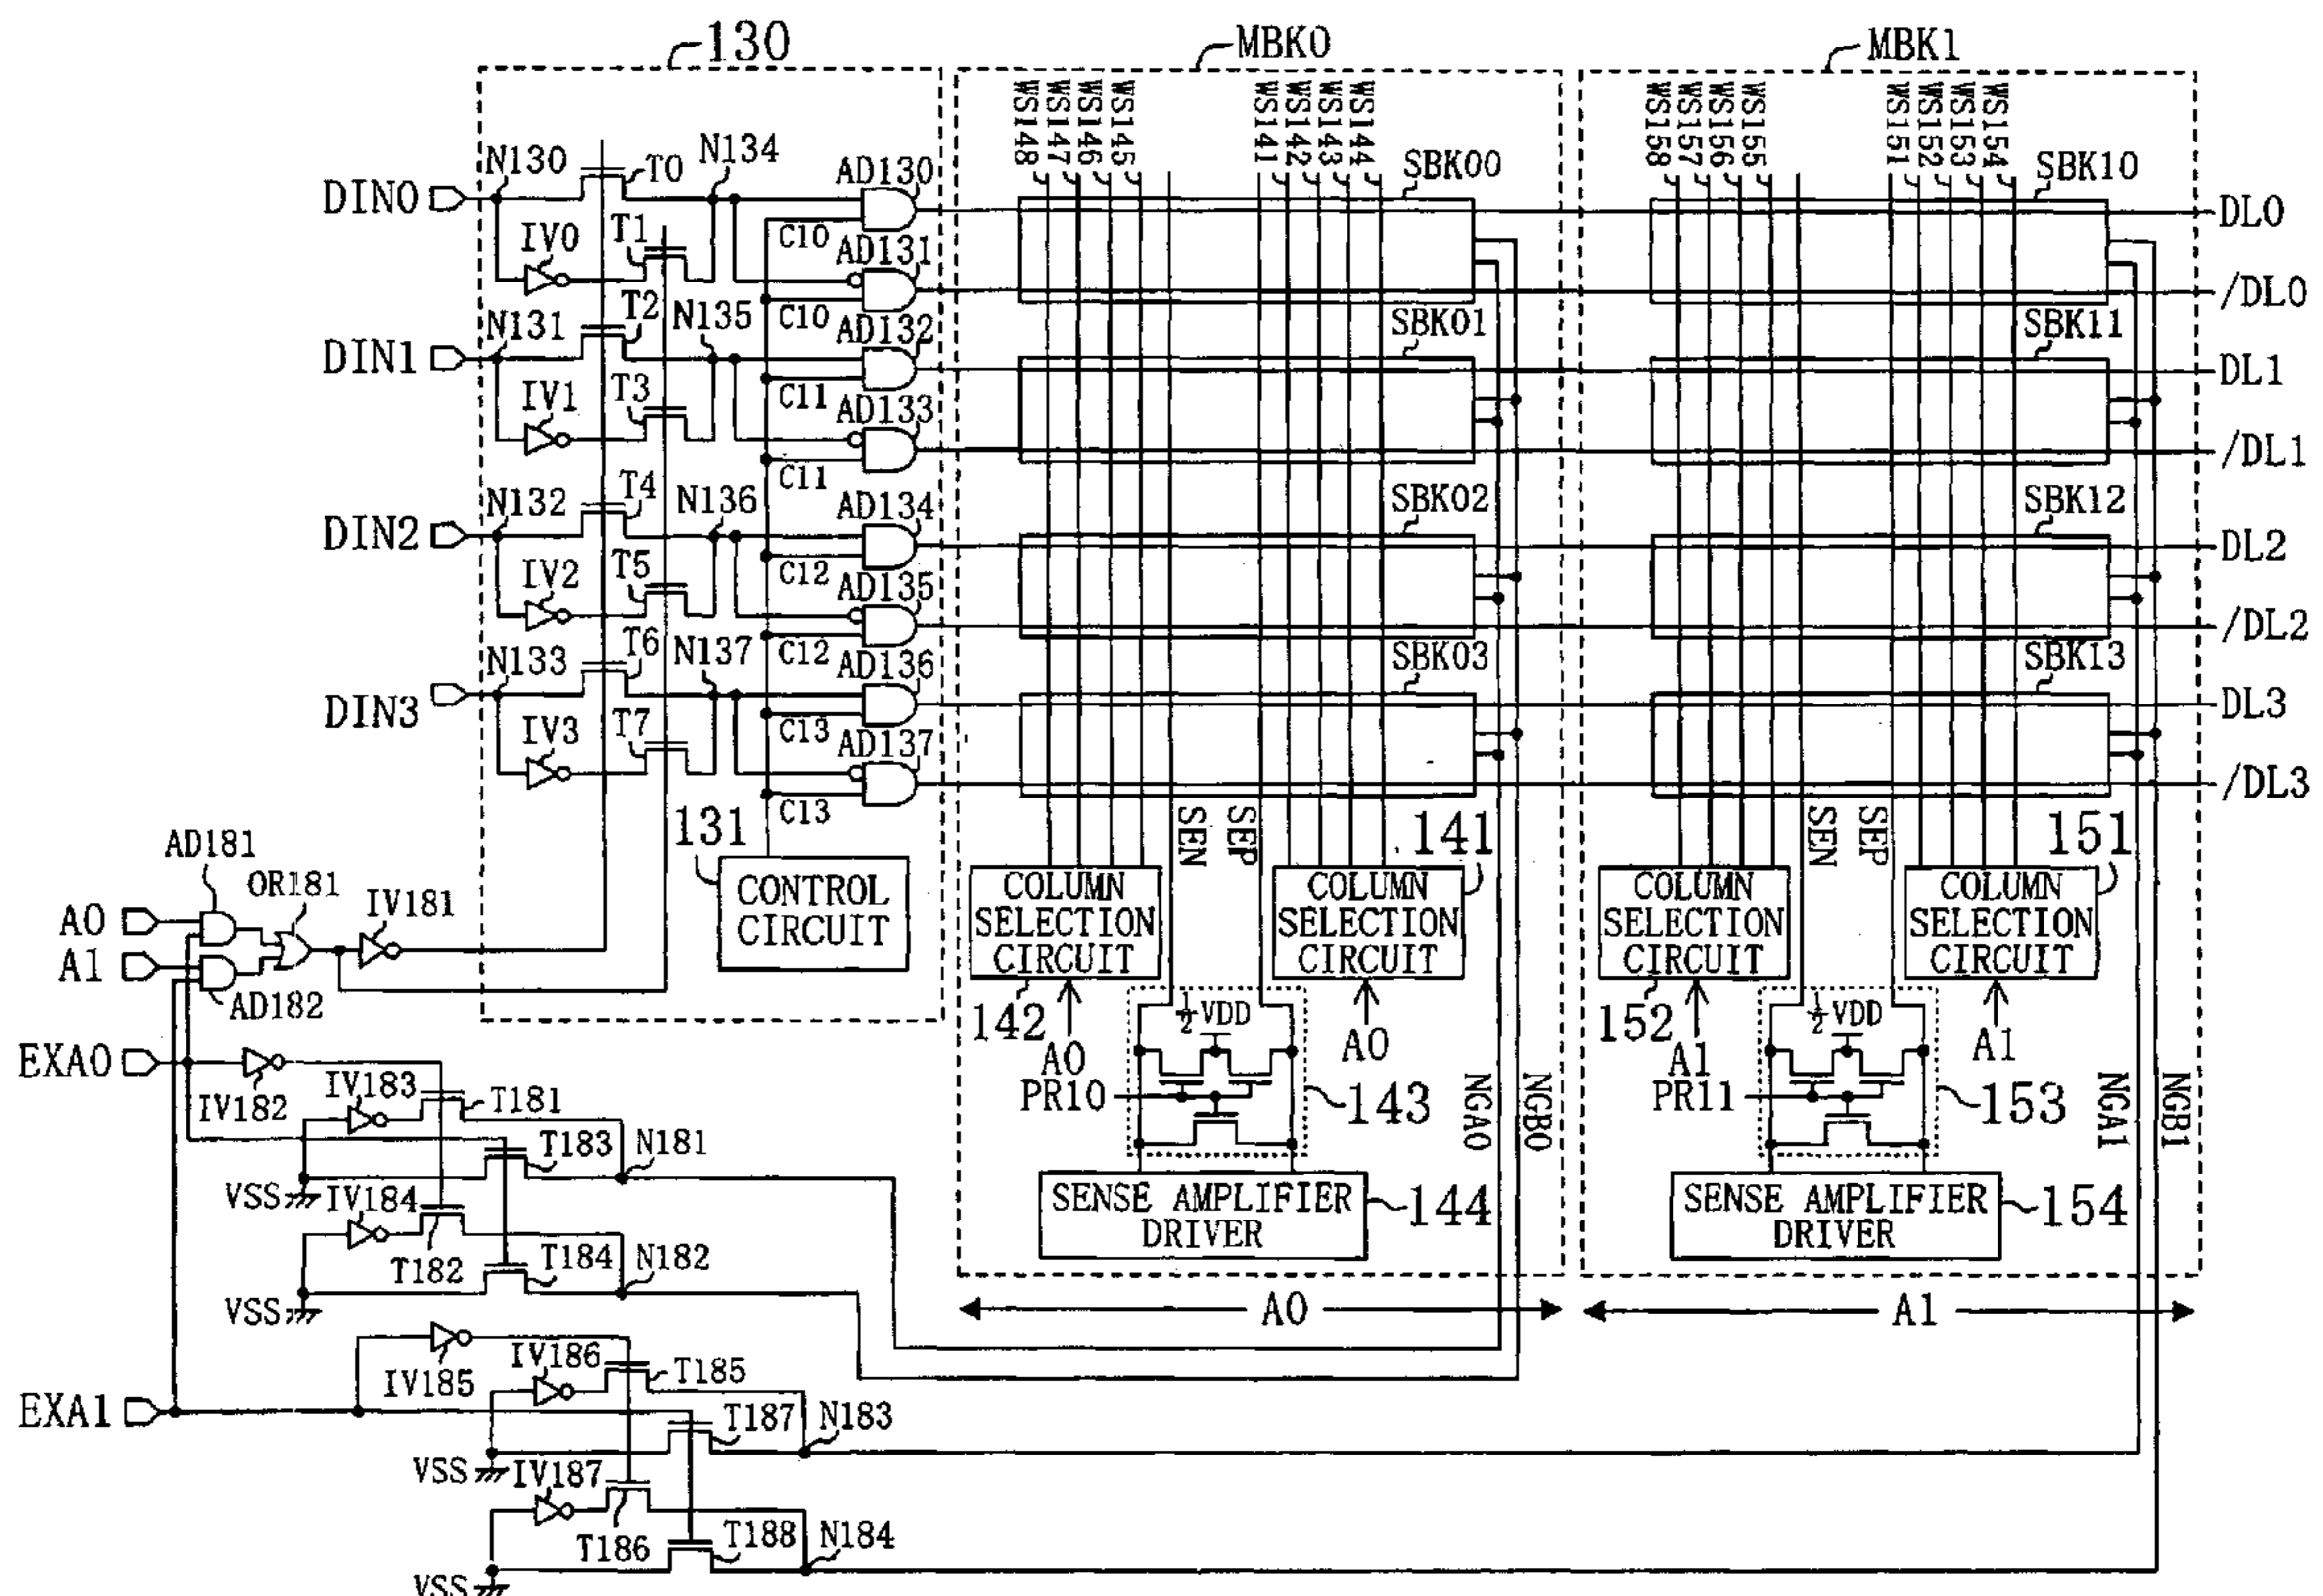 130
MBK0
MBK1
WS148
WS147
WS146
WS145
WS141
WS142
WS143
WS144
WS158
WS157
WS156
WS155
WS151
WS152
WS153
WS154
N130
T0
N134
AD130
SBK00
SBK10
DIN0
DL0
IV0
T1
C10
AD131
/DL0
C10
N131
T2
N135
AD132
SBK01
SBK11
DIN1
DL1
IV1
T3
C11
AD133
/DL1
C11
N132
T4
N136
AD134
SBK02
SBK12
DIN2
DL2
IV2
T5
C12
AD135
/DL2
C12
N133
T6
N137
AD136
SBK03
SBK13
DIN3
DL3
IV3
T7
C13
AD137
/DL3
C13
131
SEN
SEP
141
SEN
SEP
151
AD181
OR181
IV181
CONTROL
CIRCUIT
COLUMN
SELECTION
CIRCUIT
COLUMN
SELECTION
CIRCUIT
COLUMN
SELECTION
CIRCUIT
COLUMN
SELECTION
CIRCUIT
A0
A1
AD182
142
A0
½VDD
A0
152
A1
½VDD
A1
EXA0
IV182
IV183
T181
PR10
143
NGA0
NGB0
PR11
153
NGA1
NGB1
T183
N181
VSS
IV184
SENSE AMPLIFIER
DRIVER
144
SENSE AMPLIFIER
DRIVER
154
T182
T184
N182
VSS
A0
A1
IV185
IV186
T185
EXA1
T187
N183
VSS
IV187
T186
T188
N184
VSS